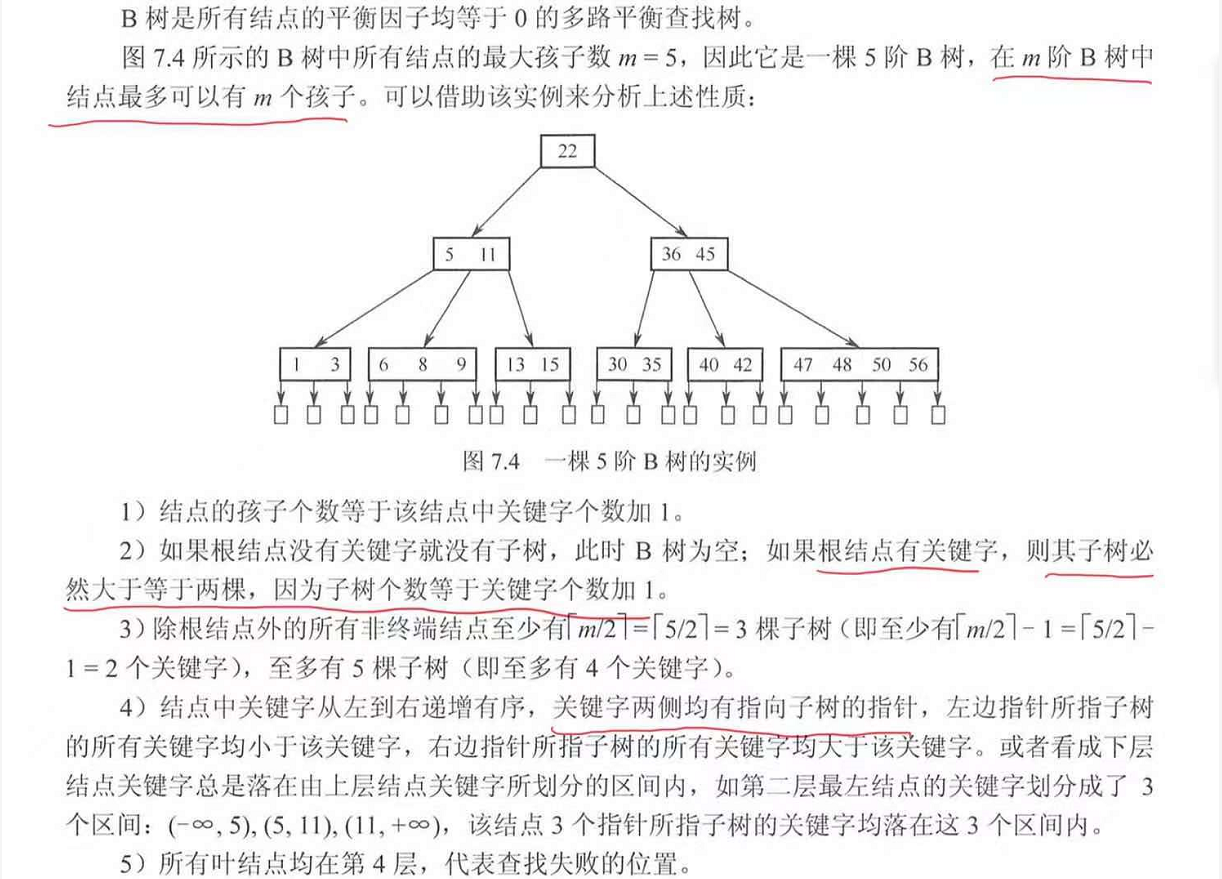 B 树是所有结点的平衡因子均等于 0 的多路平衡查找树。
图 7.4 所示的 B 树中所有结点的最大孩子数 m = 5，因此它是一棵 5 阶 B 树，在 m 阶 B 树中
结点最多可以有 m 个孩子。可以借助该实例来分析上述性质：
22
5 11
36 45
1 3
6 8 9
13 15
30 35
40 42
47 48 50 56
图 7.4 一棵 5 阶 B 树的实例
1）结点的孩子个数等于该结点中关键字个数加 1。
2）如果根结点没有关键字就没有子树，此时 B 树为空；如果根结点有关键字，则其子树必
然大于等于两棵，因为子树个数等于关键字个数加 1。
3）除根结点外的所有非终端结点至少有⌈m/2⌉=⌈5/2⌉= 3 棵子树（即至少有⌈m/2⌉− 1 =⌈5/2⌉−
1 = 2 个关键字），至多有 5 棵子树（即至多有 4 个关键字）。
4）结点中关键字从左到右递增有序，关键字两侧均有指向子树的指针，左边指针所指子树
的所有关键字均小于该关键字，右边指针所指子树的所有关键字均大于该关键字。或者看成下层
结点关键字总是落在由上层结点关键字所划分的区间内，如第二层最左结点的关键字划分成了 3
个区间：(−∞, 5), (5, 11), (11, +∞)，该结点 3 个指针所指子树的关键字均落在这 3 个区间内。
5）所有叶结点均在第 4 层，代表查找失败的位置。